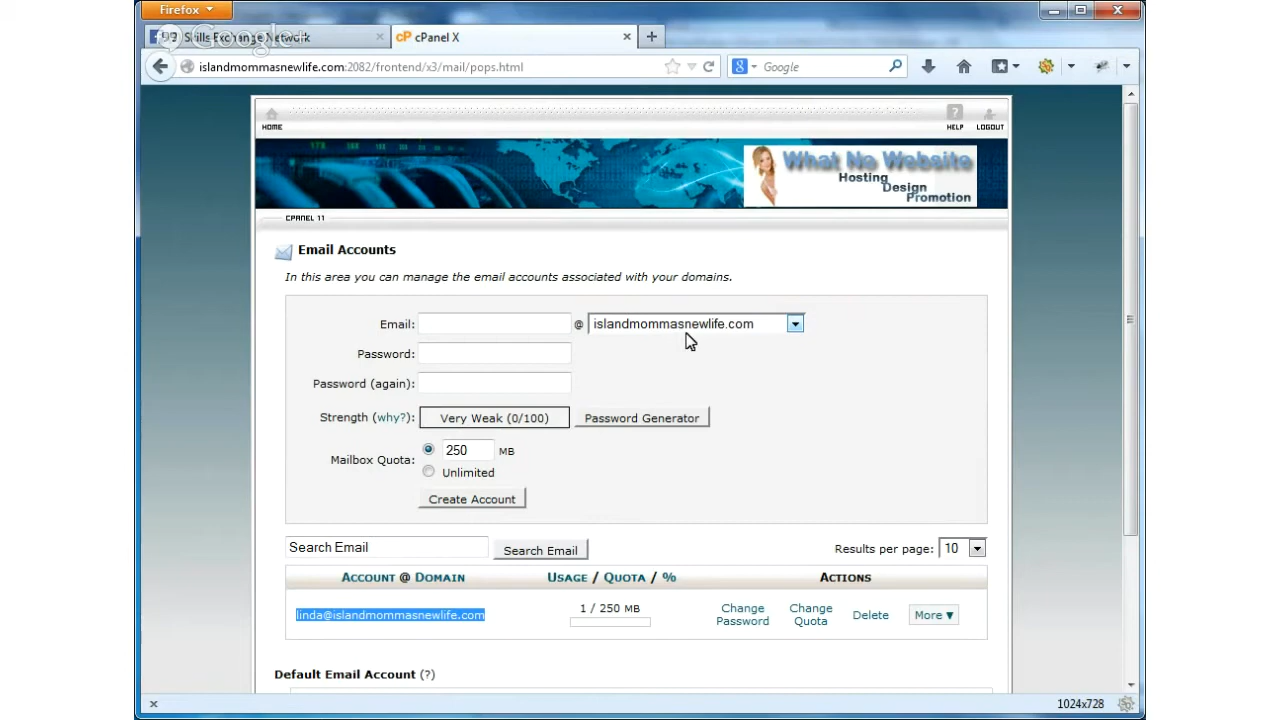 Firefox
Skills Exchange Network
Google
cPanel X
islandmommasnewlife.com:2082/frontend/x3/mail/pops.html
Google
HOME
HELP
LOGOUT
What No Website
Hosting
Design
Promotion
CPANEL 11
Email Accounts
In this area you can manage the email accounts associated with your domains.
Email: @ islandmommasnewlife.com
Password:
Password (again):
Strength (why?): Very Weak (0/100) Password Generator
Mailbox Quota: 250 MB
Unlimited
Create Account
Search Email Search Email Results per page: 10
ACCOUNT @ DOMAIN USAGE / QUOTA / % ACTIONS
linda@islandmommasnewlife.com 1 / 250 MB Change Password Change Quota Delete More ▼
Default Email Account (?)
1024x728